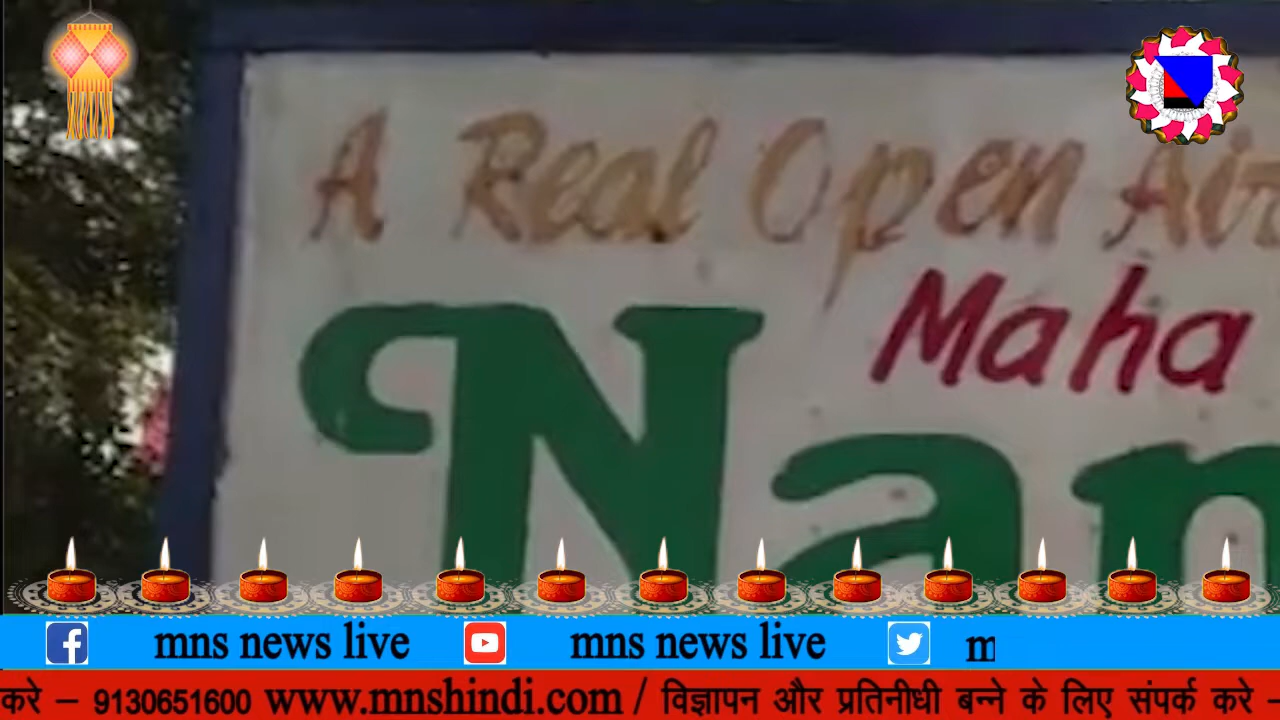 A Real Open Air
Maha
Nan
mns news live mns news live m
करे – 9130651600 www.mnshindi.com / विज्ञापन और प्रतिनीधी बन्ने के लिए संपर्क करे –